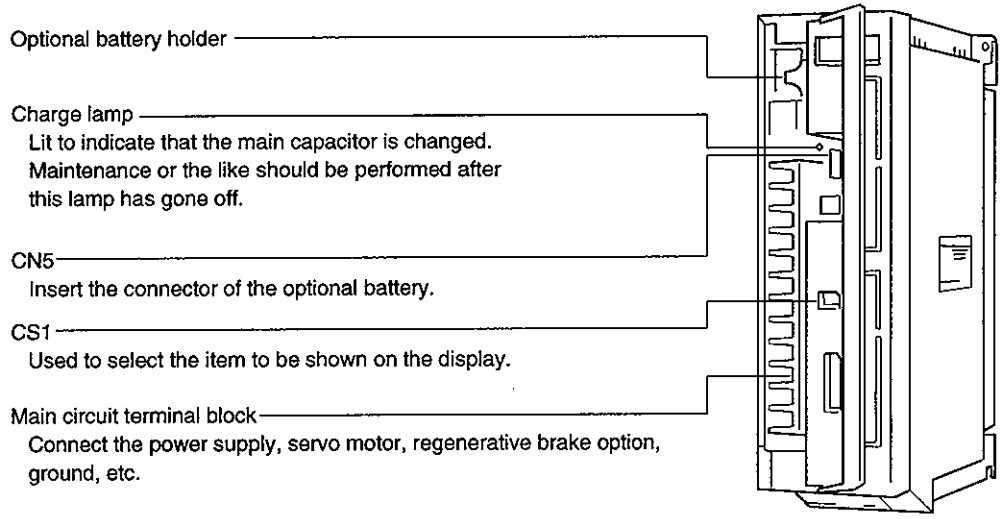 Optional battery holder
Charge lamp
Lit to indicate that the main capacitor is changed.
Maintenance or the like should be performed after
this lamp has gone off.
CN5
Insert the connector of the optional battery.
CS1
Used to select the item to be shown on the display.
Main circuit terminal block
Connect the power supply, servo motor, regenerative brake option,
ground, etc.